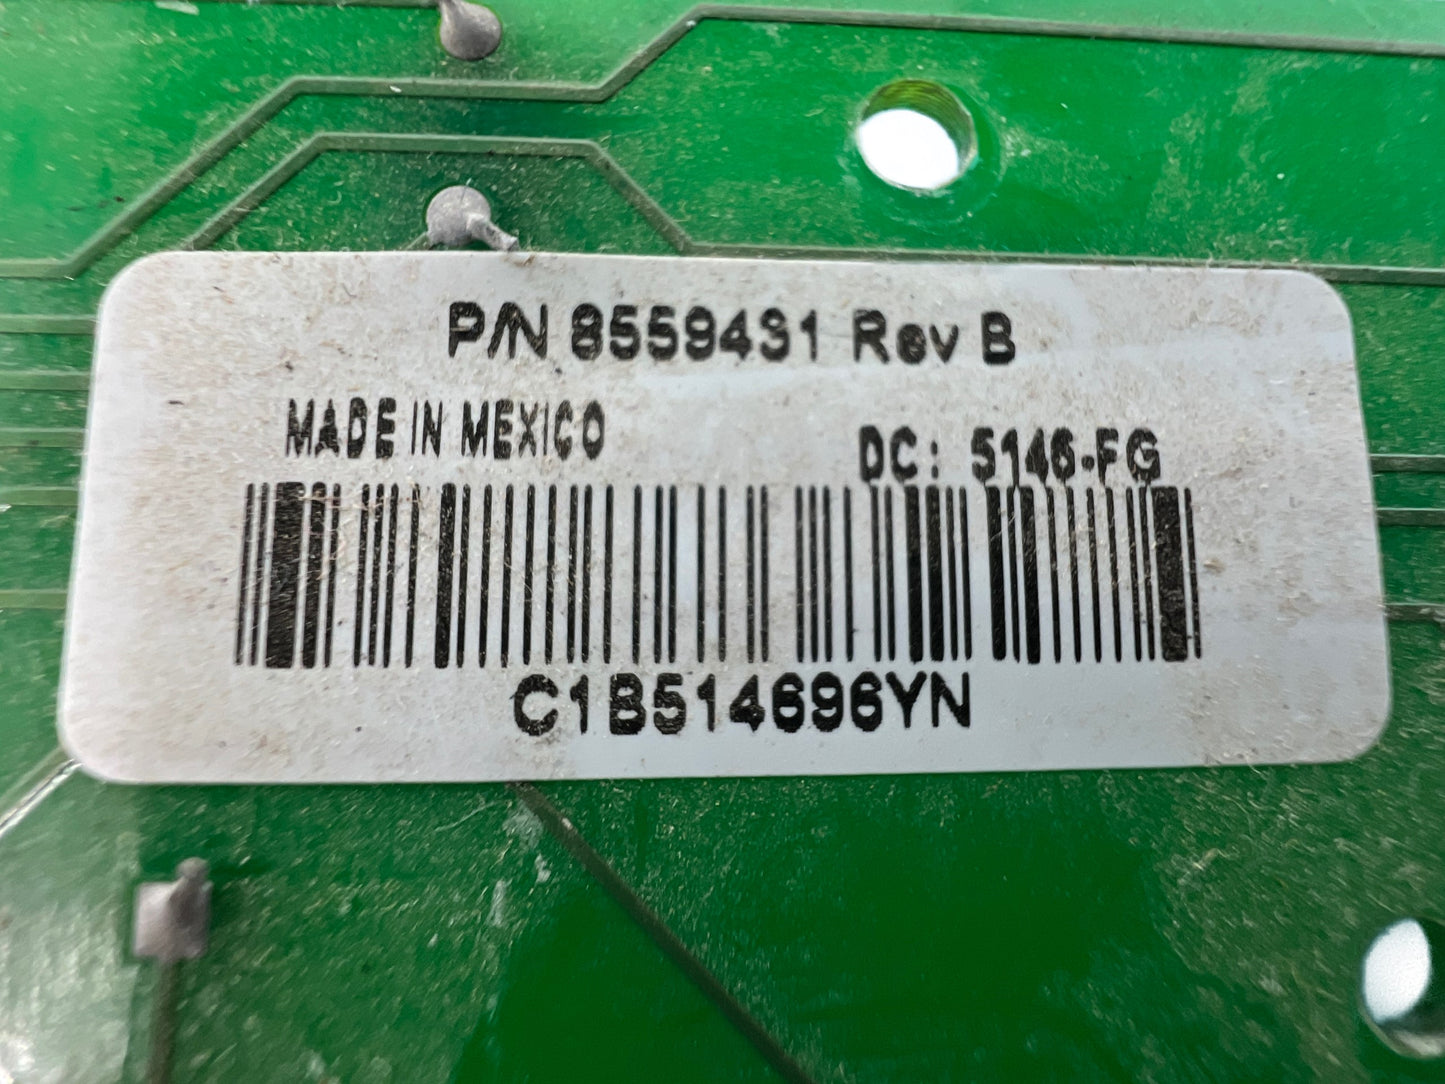 P/N 8559431 Rev B
MADE IN MEXICO
DC: 5146-FG
C1B514696YN